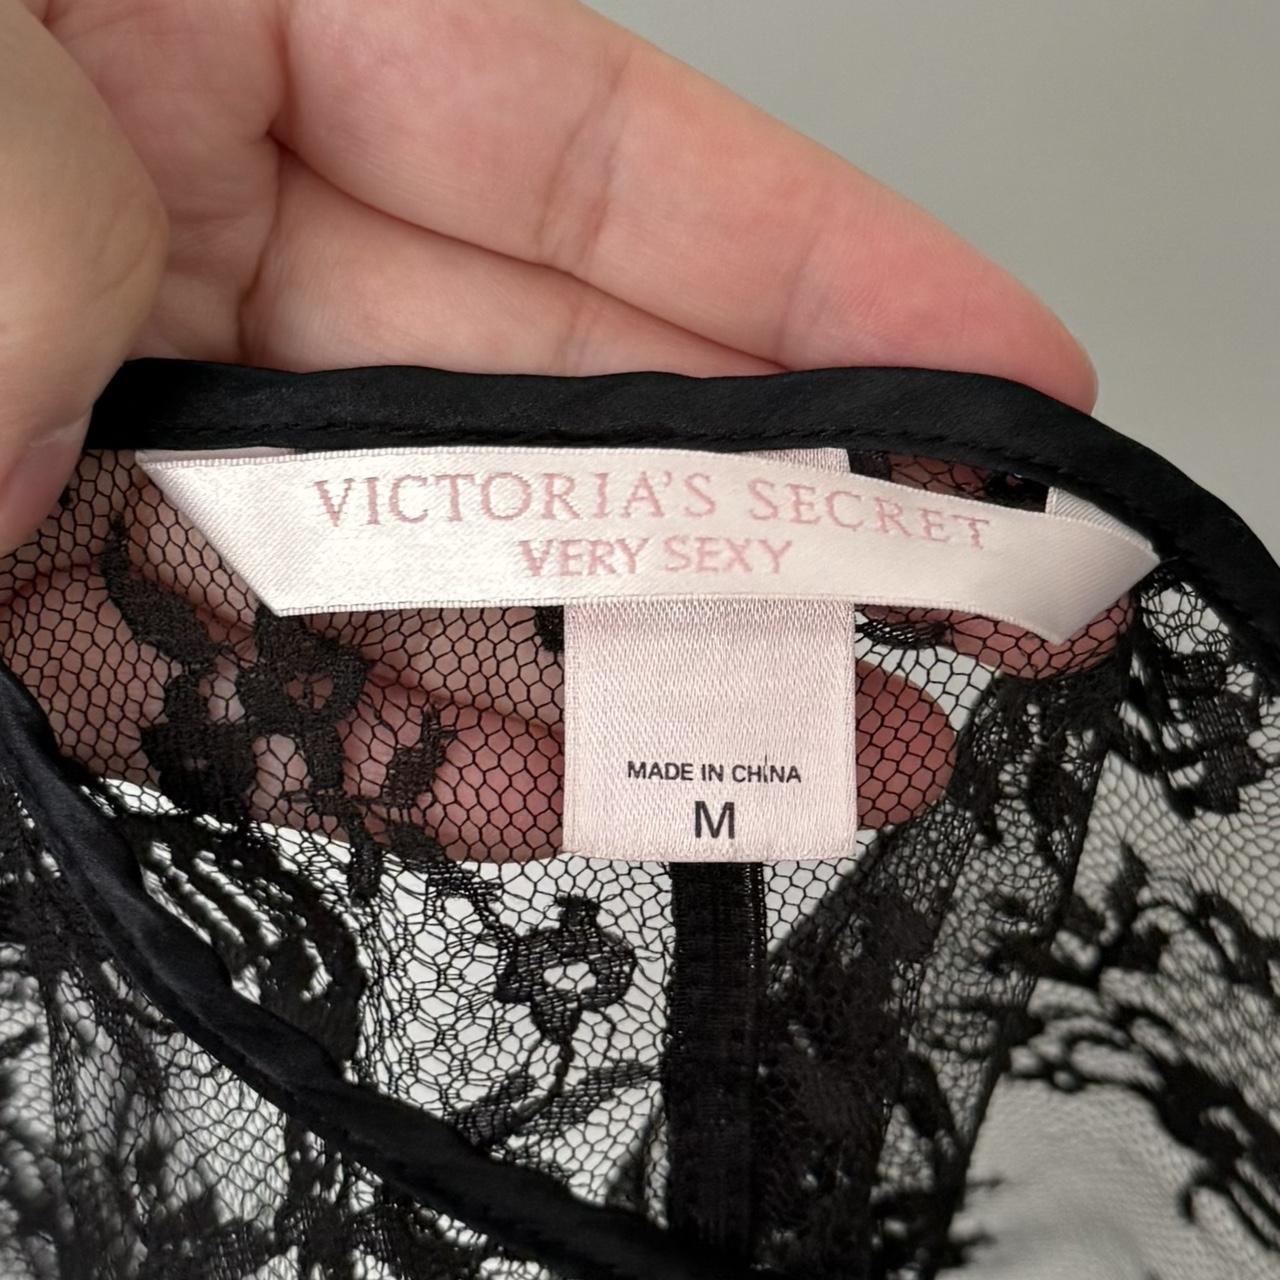 VICTORIA'S SECRET
VERY SEXY
MADE IN CHINA
M